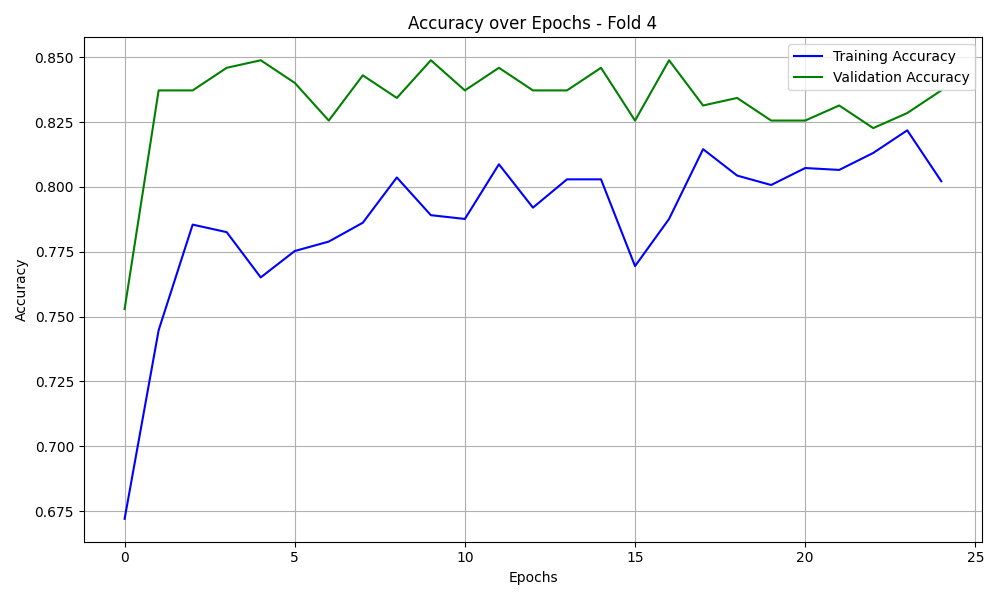 Accuracy over Epochs - Fold 4
Training Accuracy
Validation Accuracy
0.850
0.825
0.800
0.775
0.750
0.725
0.700
0.675
Accuracy
0 5 10 15 20 25
Epochs